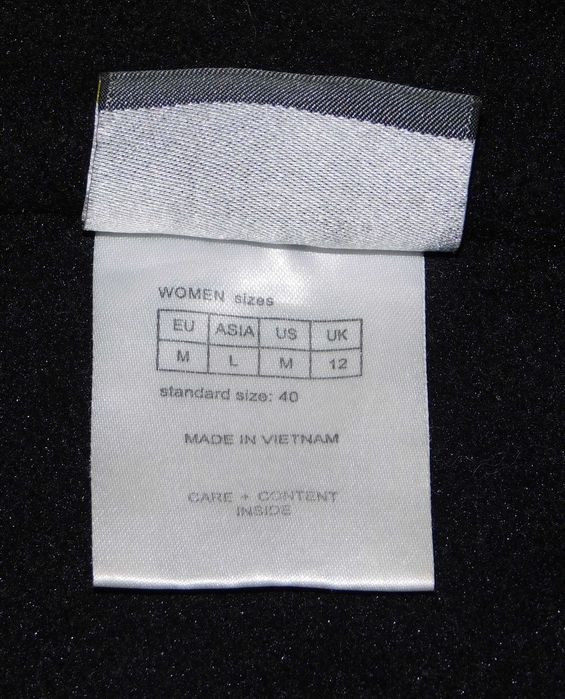 WOMEN sizes
EU ASIA US UK
M L M 12
standard size: 40
MADE IN VIETNAM
CARE + CONTENT
INSIDE